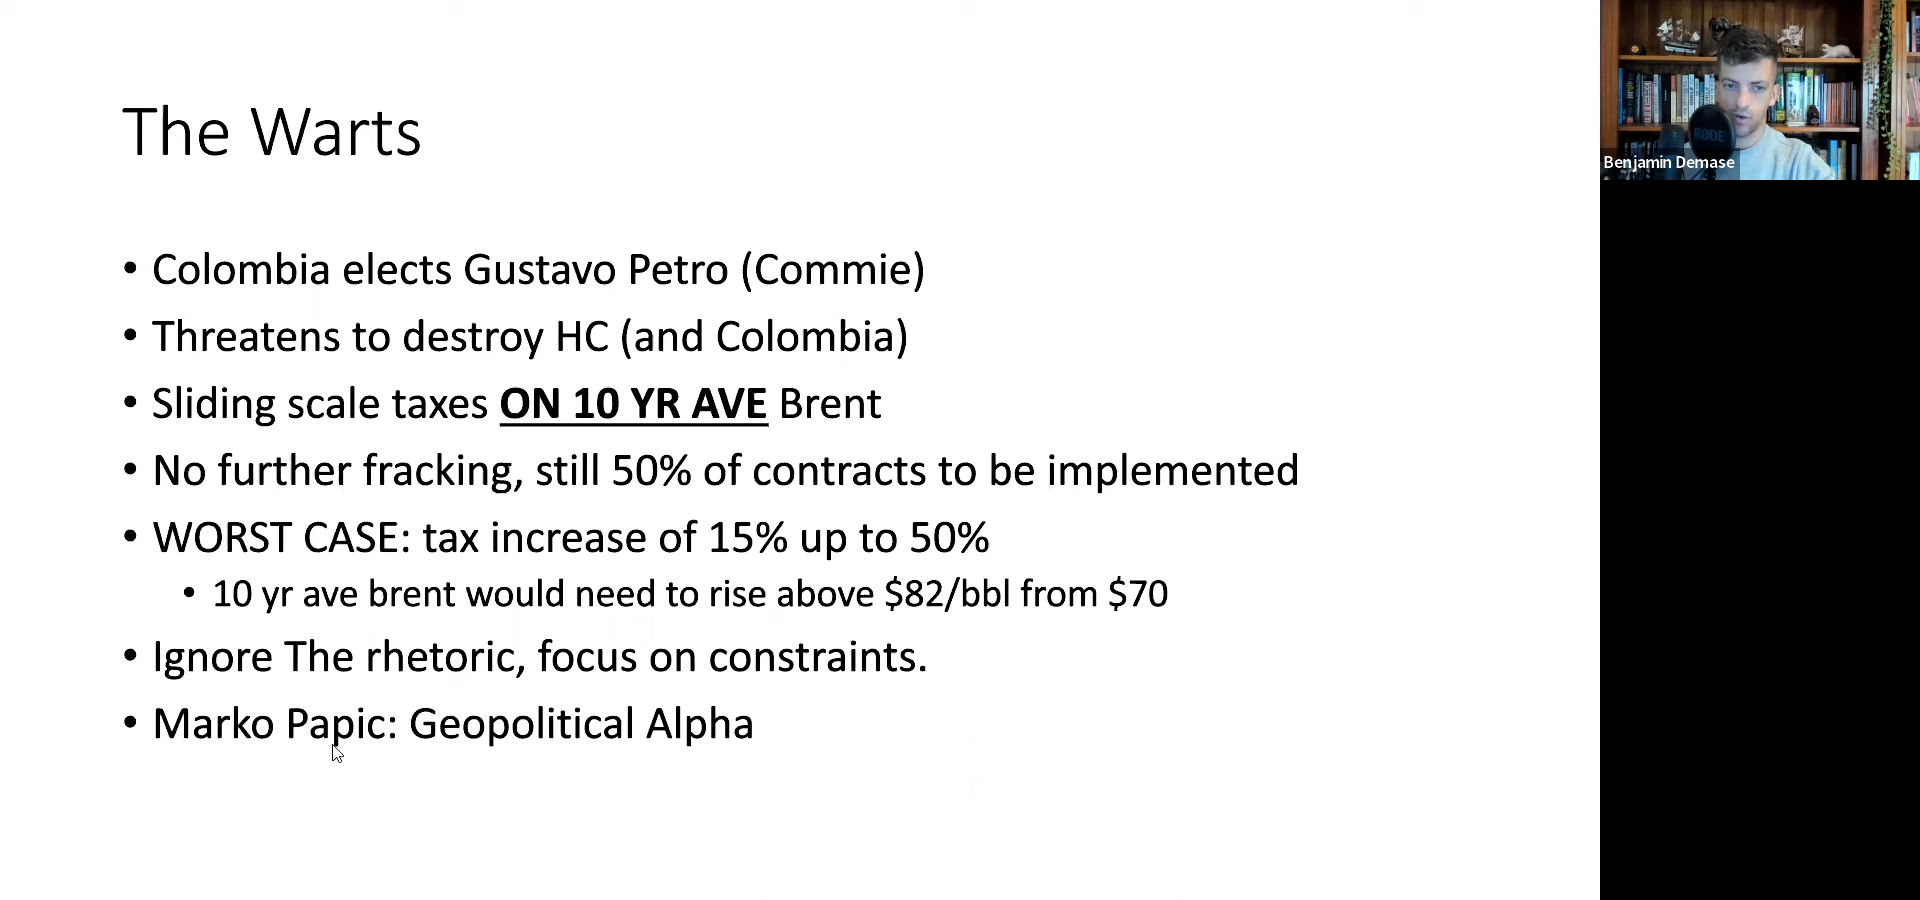 The Warts
• Colombia elects Gustavo Petro (Commie)
• Threatens to destroy HC (and Colombia)
• Sliding scale taxes ON 10 YR AVE Brent
• No further fracking, still 50% of contracts to be implemented
• WORST CASE: tax increase of 15% up to 50%
• 10 yr ave brent would need to rise above $82/bbl from $70
• Ignore The rhetoric, focus on constraints.
• Marko Papic: Geopolitical Alpha
RØDE
Benjamin Demase